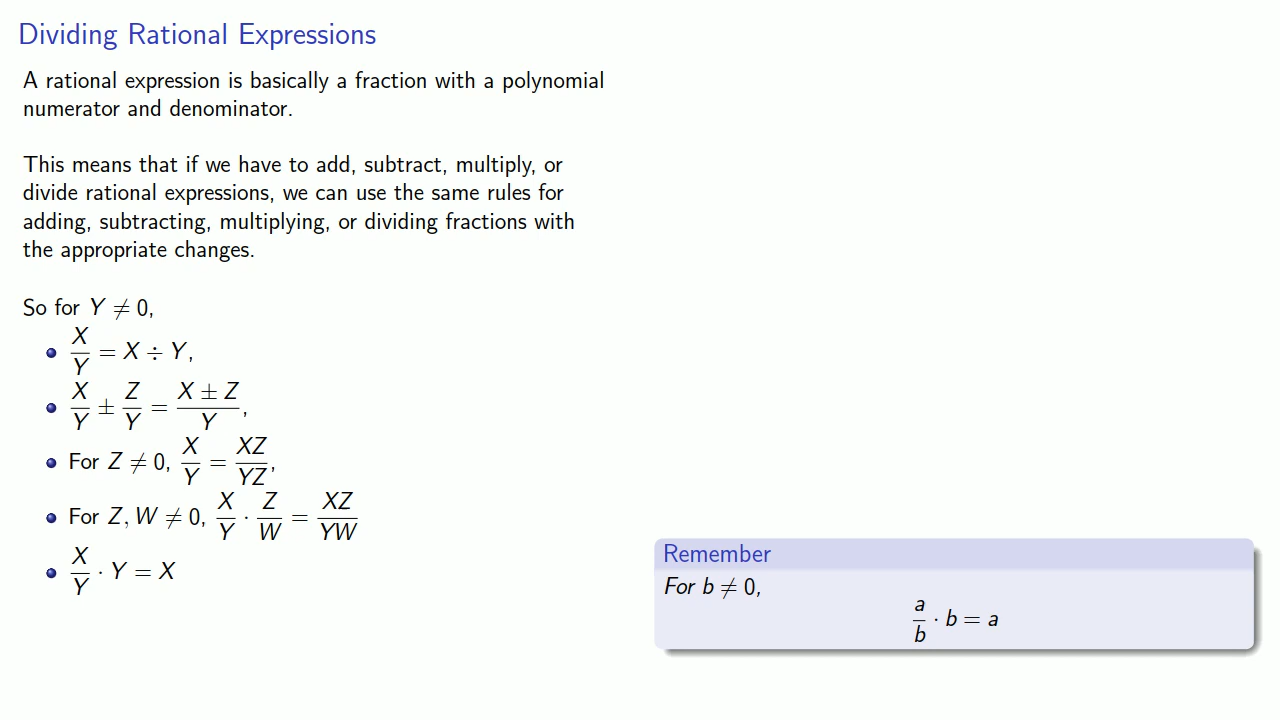 Dividing Rational Expressions
A rational expression is basically a fraction with a polynomial
numerator and denominator.
This means that if we have to add, subtract, multiply, or
divide rational expressions, we can use the same rules for
adding, subtracting, multiplying, or dividing fractions with
the appropriate changes.
So for Y ≠ 0,
X/Y = X ÷ Y,
X/Y ± Z/Y = (X ± Z)/Y,
For Z ≠ 0, X/Y = XZ/YZ,
For Z, W ≠ 0, X/Y · Z/W = XZ/YW
X/Y · Y = X
Remember
For b ≠ 0,
a/b · b = a